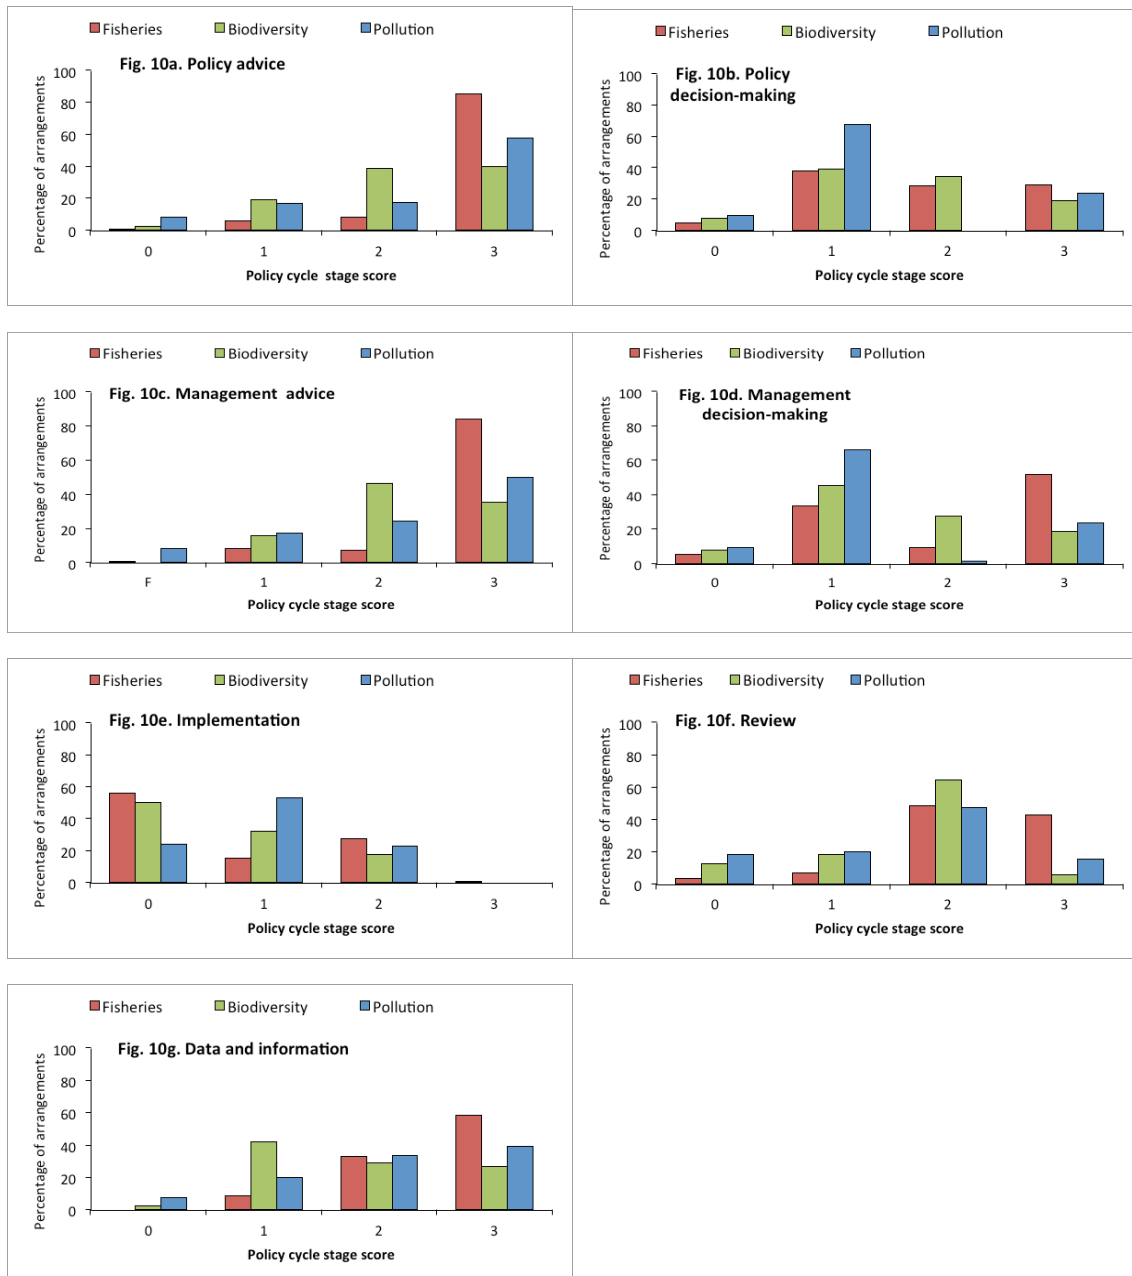 Fisheries Biodiversity Pollution
Fig. 10a. Policy advice
Percentage of arrangements
100
80
60
40
20
0
0 1 2 3
Policy cycle stage score
Fisheries Biodiversity Pollution
Fig. 10b. Policy
decision-making
Percentage of arrangements
100
80
60
40
20
0
0 1 2 3
Policy cycle stage score
Fisheries Biodiversity Pollution
Fig. 10c. Management advice
Percentage of arrangements
100
80
60
40
20
0
F 1 2 3
Policy cycle stage score
Fisheries Biodiversity Pollution
Fig. 10d. Management
decision-making
Percentage of arrangements
100
80
60
40
20
0
0 1 2 3
Policy cycle stage score
Fisheries Biodiversity Pollution
Fig. 10e. Implementation
Percentage of arrangements
100
80
60
40
20
0
0 1 2 3
Policy cycle stage score
Fisheries Biodiversity Pollution
Fig. 10f. Review
Percentage of arrangements
100
80
60
40
20
0
0 1 2 3
Policy cycle stage score
Fisheries Biodiversity Pollution
Fig. 10g. Data and information
Percentage of arrangements
100
80
60
40
20
0
0 1 2 3
Policy cycle stage score